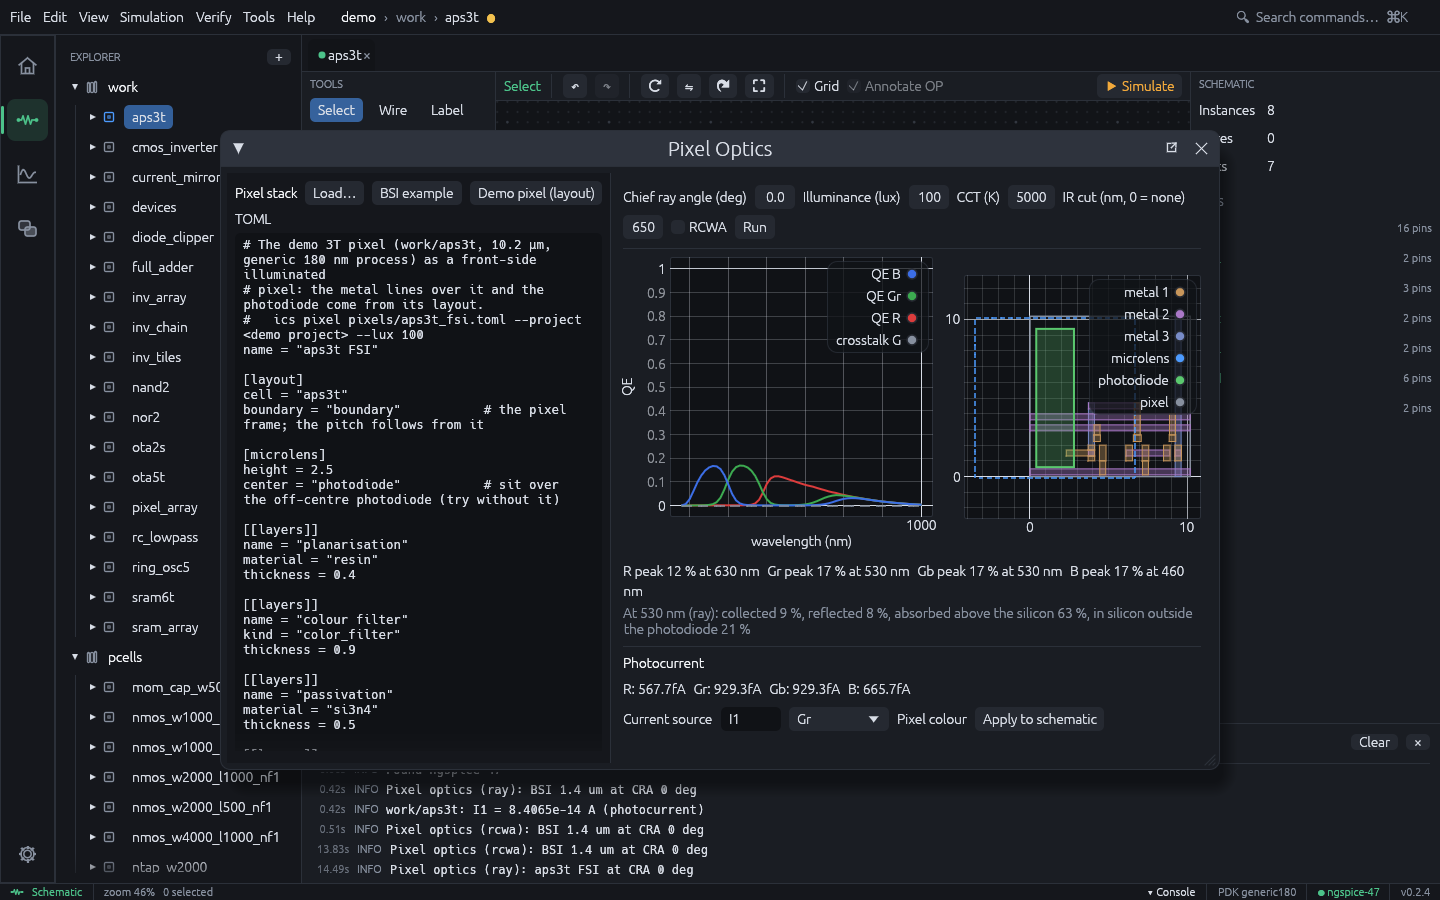 File Edit View Simulation Verify Tools Help demo › work › aps3t Search commands... ⌘K
EXPLORER +
work
aps3t
cmos_inverter
current_mirror
devices
diode_clipper
full_adder
inv_array
inv_chain
inv_tiles
nand2
nor2
ota2s
ota5t
pixel_array
rc_lowpass
ring_osc5
sram6t
sram_array
pcells
mom_cap_w50
nmos_w1000_
nmos_w1000_
nmos_w2000_l1000_nf1
nmos_w2000_l500_nf1
nmos_w4000_l1000_nf1
ntap_w2000
aps3t ×
TOOLS
Select Wire Label
Select Grid Annotate OP Simulate
SCHEMATIC
Instances 8
0
7
16 pins
2 pins
3 pins
2 pins
2 pins
6 pins
2 pins
Pixel Optics
Pixel stack Load... BSI example Demo pixel (layout)
TOML
# The demo 3T pixel (work/aps3t, 10.2 µm,
generic 180 nm process) as a front-side
illuminated
# pixel: the metal lines over it and the
photodiode come from its layout.
#   ics pixel pixels/aps3t_fsi.toml --project
<demo project> --lux 100
name = "aps3t FSI"
[layout]
cell = "aps3t"
boundary = "boundary"           # the pixel
frame; the pitch follows from it
[microlens]
height = 2.5
center = "photodiode"           # sit over
the off-centre photodiode (try without it)
[[layers]]
name = "planarisation"
material = "resin"
thickness = 0.4
[[layers]]
name = "colour filter"
kind = "color_filter"
thickness = 0.9
[[layers]]
name = "passivation"
material = "si3n4"
thickness = 0.5
Chief ray angle (deg) 0.0 Illuminance (lux) 100 CCT (K) 5000 IR cut (nm, 0 = none)
650 RCWA Run
QE
1
0.9
0.8
0.7
0.6
0.5
0.4
0.3
0.2
0.1
0
1000
wavelength (nm)
QE B
QE Gr
QE R
crosstalk G
metal 1
metal 2
metal 3
microlens
photodiode
pixel
10
0
0 10
R peak 12 % at 630 nm  Gr peak 17 % at 530 nm  Gb peak 17 % at 530 nm  B peak 17 % at 460
nm
At 530 nm (ray): collected 9 %, reflected 8 %, absorbed above the silicon 63 %, in silicon outside
the photodiode 21 %
Photocurrent
R: 567.7fA  Gr: 929.3fA  Gb: 929.3fA  B: 665.7fA
Current source I1 Gr Pixel colour Apply to schematic
Clear ×
0.42s INFO Pixel optics (ray): BSI 1.4 um at CRA 0 deg
0.42s INFO work/aps3t: I1 = 8.4065e-14 A (photocurrent)
0.51s INFO Pixel optics (rcwa): BSI 1.4 um at CRA 0 deg
13.83s INFO Pixel optics (rcwa): BSI 1.4 um at CRA 0 deg
14.49s INFO Pixel optics (ray): aps3t FSI at CRA 0 deg
Schematic zoom 46% 0 selected Console PDK generic180 ngspice-47 v0.2.4